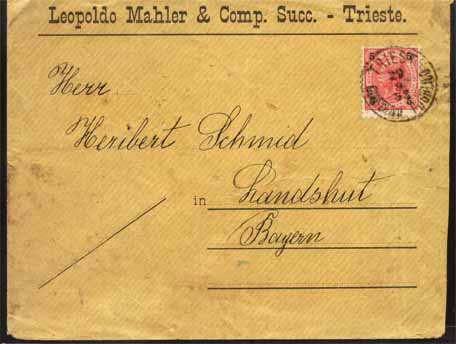 Leopoldo Mahler & Comp. Succ. - Trieste.
Herr
Heribert Schmid
in Landshut
Bayern